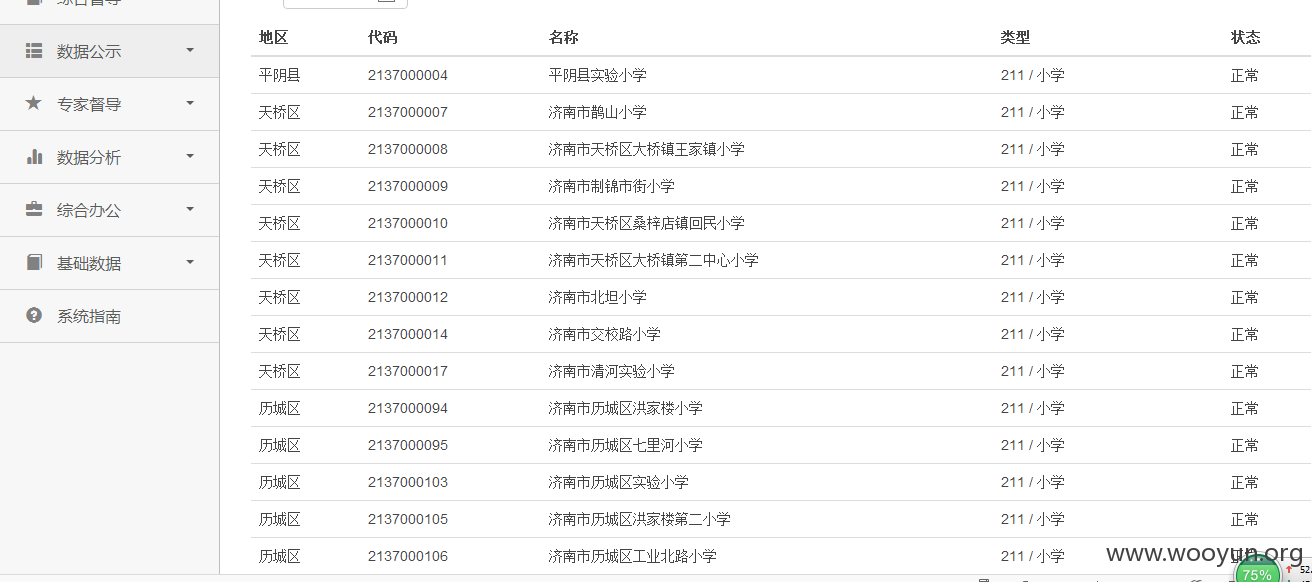 综合督导
数据公示
专家督导
数据分析
综合办公
基础数据
系统指南
地区 代码 名称 类型 状态
平阴县 2137000004 平阴县实验小学 211 / 小学 正常
天桥区 2137000007 济南市鹊山小学 211 / 小学 正常
天桥区 2137000008 济南市天桥区大桥镇王家镇小学 211 / 小学 正常
天桥区 2137000009 济南市制锦市街小学 211 / 小学 正常
天桥区 2137000010 济南市天桥区桑梓店镇回民小学 211 / 小学 正常
天桥区 2137000011 济南市天桥区大桥镇第二中心小学 211 / 小学 正常
天桥区 2137000012 济南市北坦小学 211 / 小学 正常
天桥区 2137000014 济南市交校路小学 211 / 小学 正常
天桥区 2137000017 济南市清河实验小学 211 / 小学 正常
历城区 2137000094 济南市历城区洪家楼小学 211 / 小学 正常
历城区 2137000095 济南市历城区七里河小学 211 / 小学 正常
历城区 2137000103 济南市历城区实验小学 211 / 小学 正常
历城区 2137000105 济南市历城区洪家楼第二小学 211 / 小学 正常
历城区 2137000106 济南市历城区工业北路小学 211 / 小学 正常
www.wooyun.org
75%